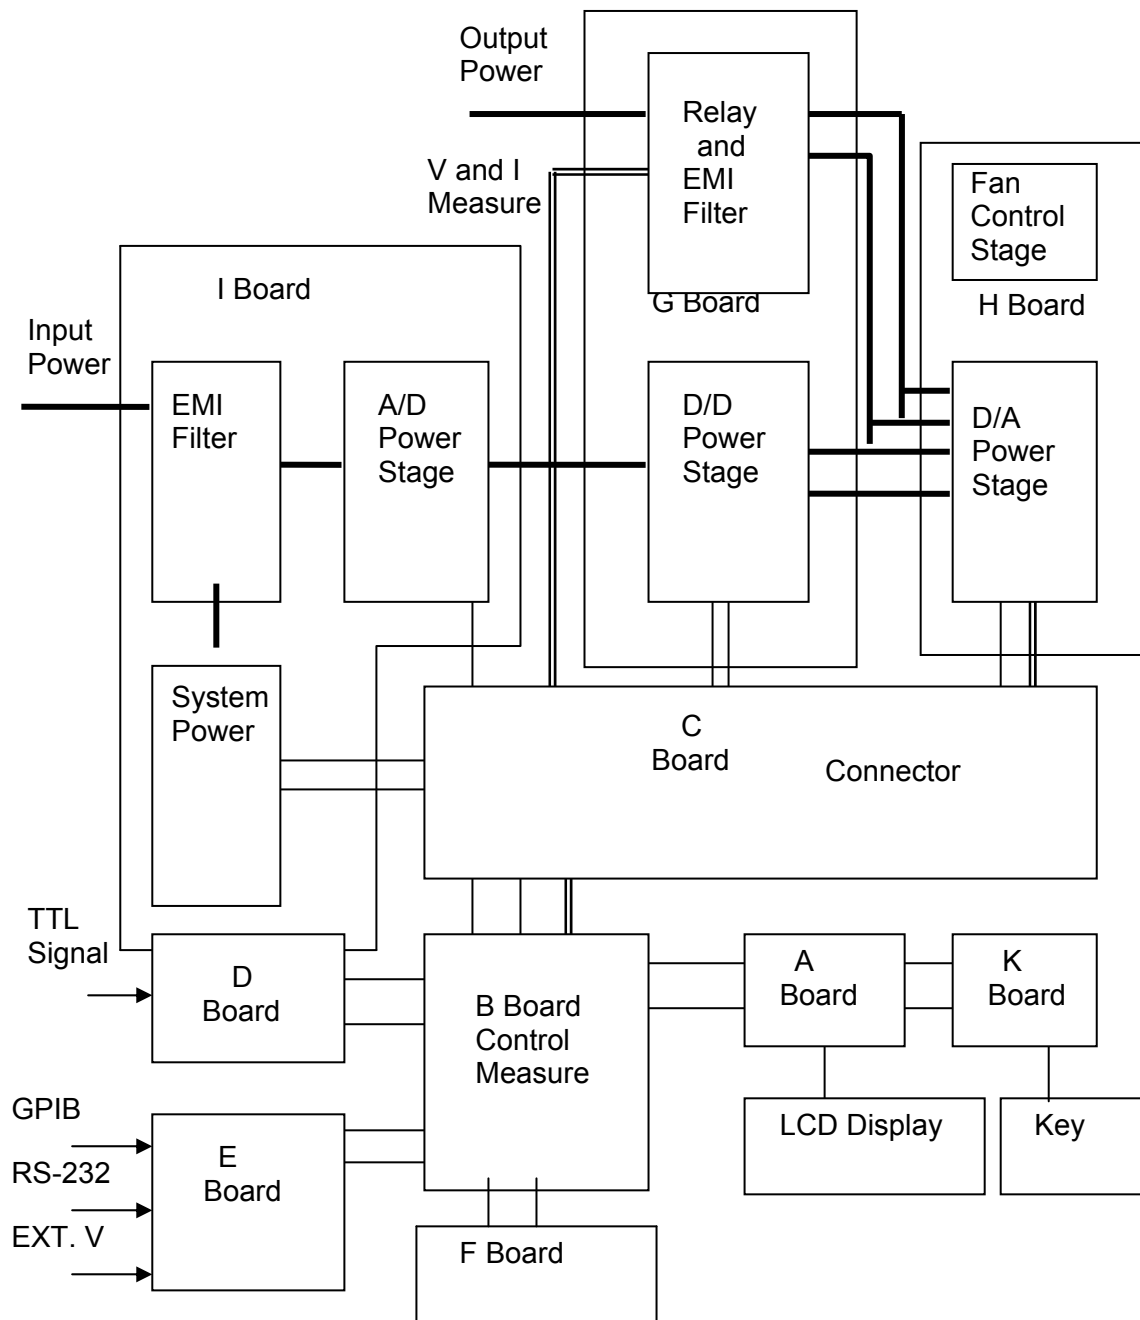 Output
Power
Relay
and
EMI
Filter
V and I
Measure
Fan
Control
Stage
I Board
G Board
H Board
Input
Power
EMI
Filter
A/D
Power
Stage
D/D
Power
Stage
D/A
Power
Stage
System
Power
C
Board
Connector
TTL
Signal
D
Board
B Board
Control
Measure
A
Board
K
Board
GPIB
RS-232
EXT. V
E
Board
LCD Display
Key
F Board